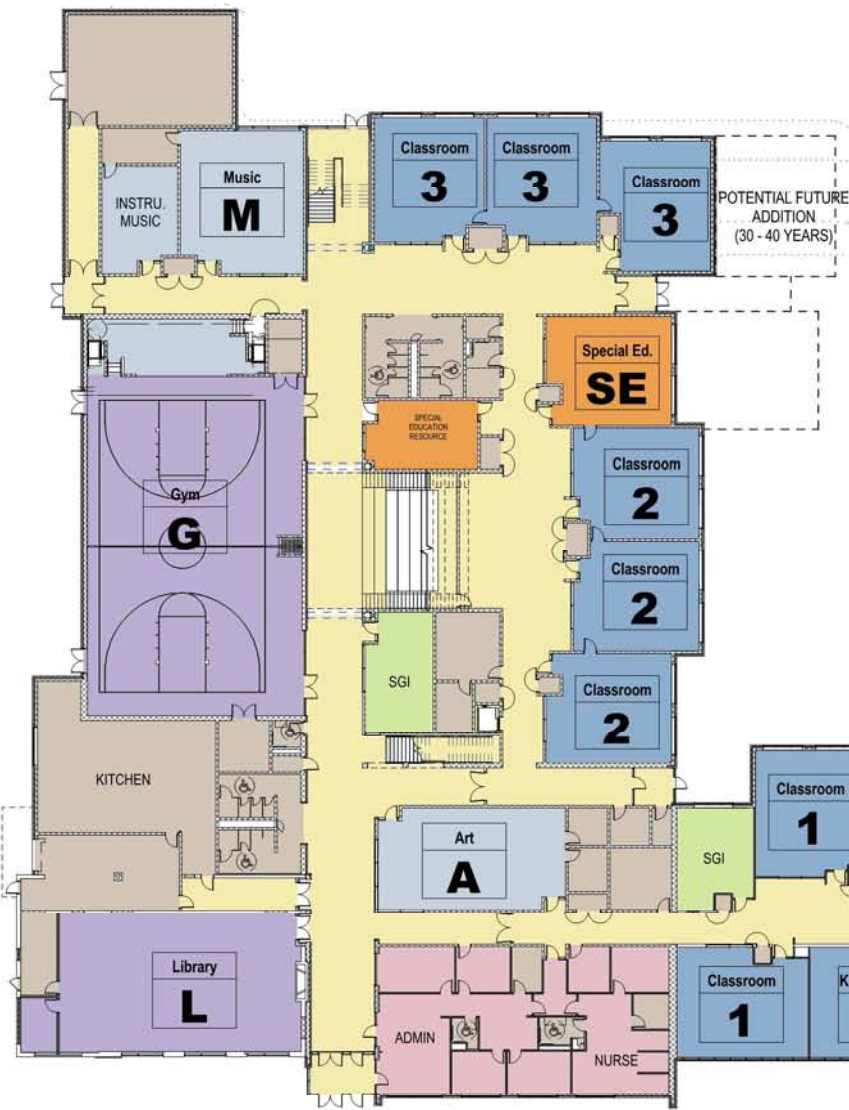 Classroom
3
Classroom
3
Music
M
INSTRU.
MUSIC
Classroom
3
POTENTIAL FUTURE
ADDITION
(30 - 40 YEARS)
Special Ed.
SE
SPECIAL
EDUCATION
RESOURCE
Classroom
2
Gym
G
Classroom
2
SGI
Classroom
2
KITCHEN
Classroom
1
Art
A
SGI
Library
L
Classroom
1
K
ADMIN
NURSE